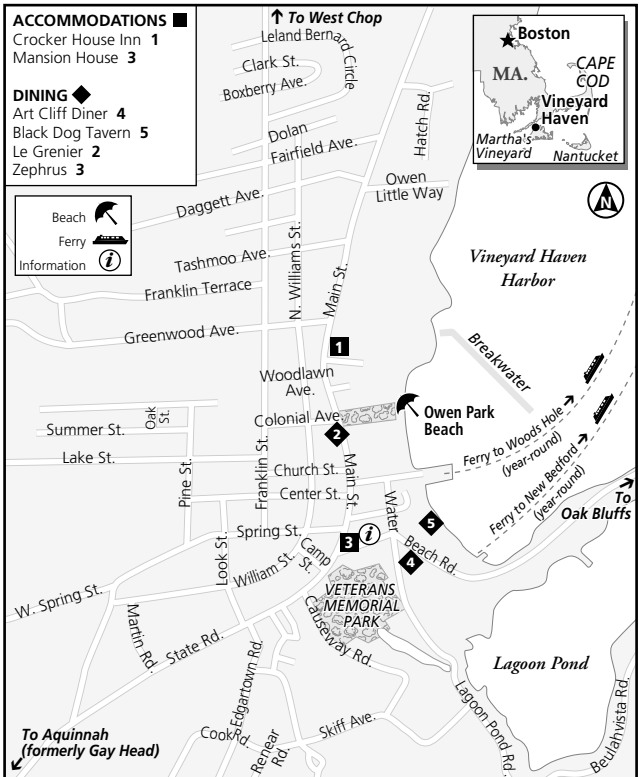 ACCOMMODATIONS
Crocker House Inn 1
Mansion House 3
DINING
Art Cliff Diner 4
Black Dog Tavern 5
Le Grenier 2
Zephrus 3
Beach
Ferry
Information i
To West Chop
Leland Bernard Circle
Clark St.
Boxberry Ave.
Dolan
Fairfield Ave.
Hatch Rd.
Owen
Little Way
Daggett Ave.
N. Williams St.
Main St.
Tashmoo Ave.
Franklin Terrace
Greenwood Ave.
1
Woodlawn
Ave.
Boston
MA.
CAPE
COD
Vineyard
Haven
Martha's
Vineyard
Nantucket
N
Vineyard Haven
Harbor
Breakwater
Owen Park
Beach
Colonial Ave.
2
Oak
St.
Summer St.
Lake St.
Pine St.
Franklin St.
Church St.
Center St.
Main St.
Water
Ferry to Woods Hole
(year-round)
Ferry to New Bedford
(year-round)
To
Oak Bluffs
Spring St.
3
i
5
4
Beach Rd.
Camp
St.
William St.
Look St.
W. Spring St.
Martin Rd.
State Rd.
VETERANS
MEMORIAL
PARK
Causeway Rd.
Lagoon Pond
Edgartown Rd.
Cook Rd.
Renear
Rd.
Skiff Ave.
Lagoon Pond Rd.
Beulahvista Rd.
To Aquinnah
(formerly Gay Head)